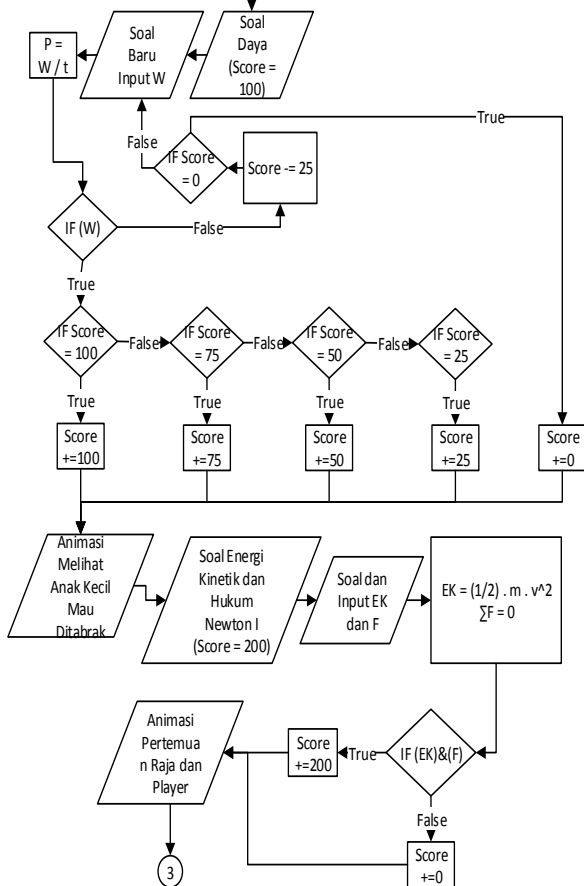 P =
W / t
Soal
Baru
Input W
Soal
Daya
(Score =
100)
True
False
IF Score
= 0
Score -= 25
IF (W)
False
True
IF Score
= 100
False
IF Score
= 75
False
IF Score
= 50
False
IF Score
= 25
True
True
True
True
Score
+=100
Score
+=75
Score
+=50
Score
+=25
Score
+=0
Animasi
Melihat
Anak Kecil
Mau
Ditabrak
Soal Energi
Kinetik dan
Hukum
Newton I
(Score = 200)
Soal dan
Input EK
dan F
EK = (1/2) . m . v^2
∑F = 0
Animasi
Pertemua
n Raja dan
Player
Score
+=200
True
IF (EK)&(F)
False
Score
+=0
3